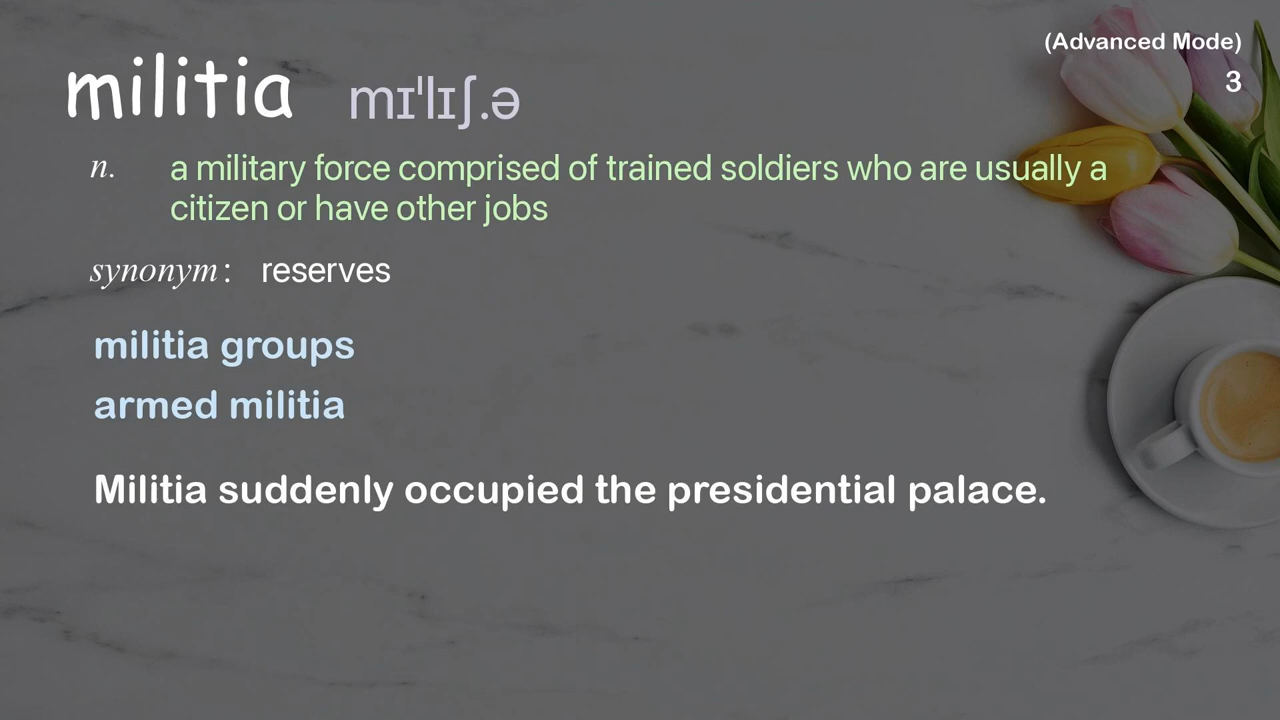 (Advanced Mode)
3
militia mɪˈlɪʃ.ə
n. a military force comprised of trained soldiers who are usually a
citizen or have other jobs
synonym: reserves
militia groups
armed militia
Militia suddenly occupied the presidential palace.